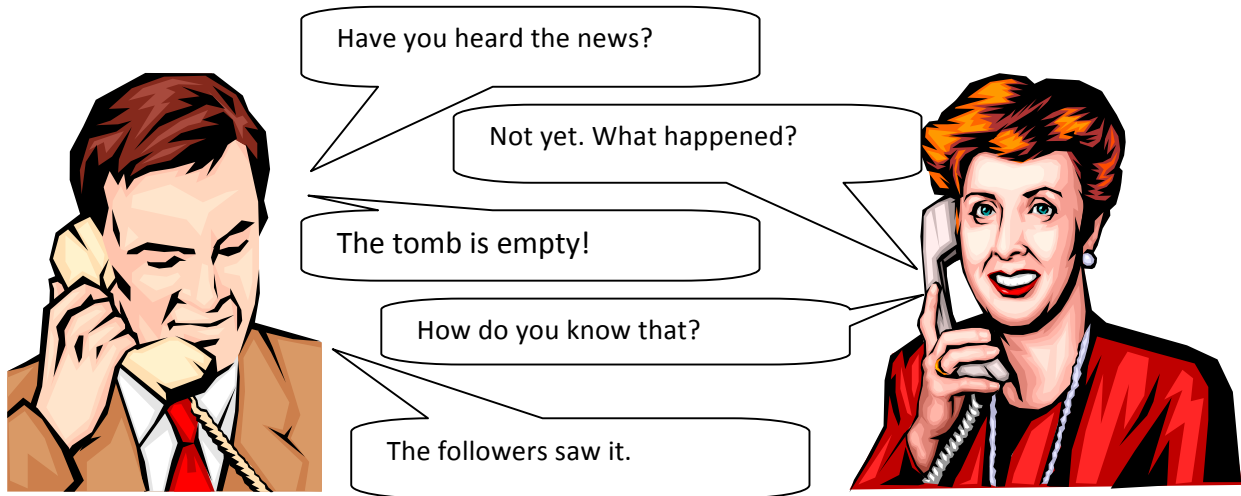 Have you heard the news?
Not yet. What happened?
The tomb is empty!
How do you know that?
The followers saw it.